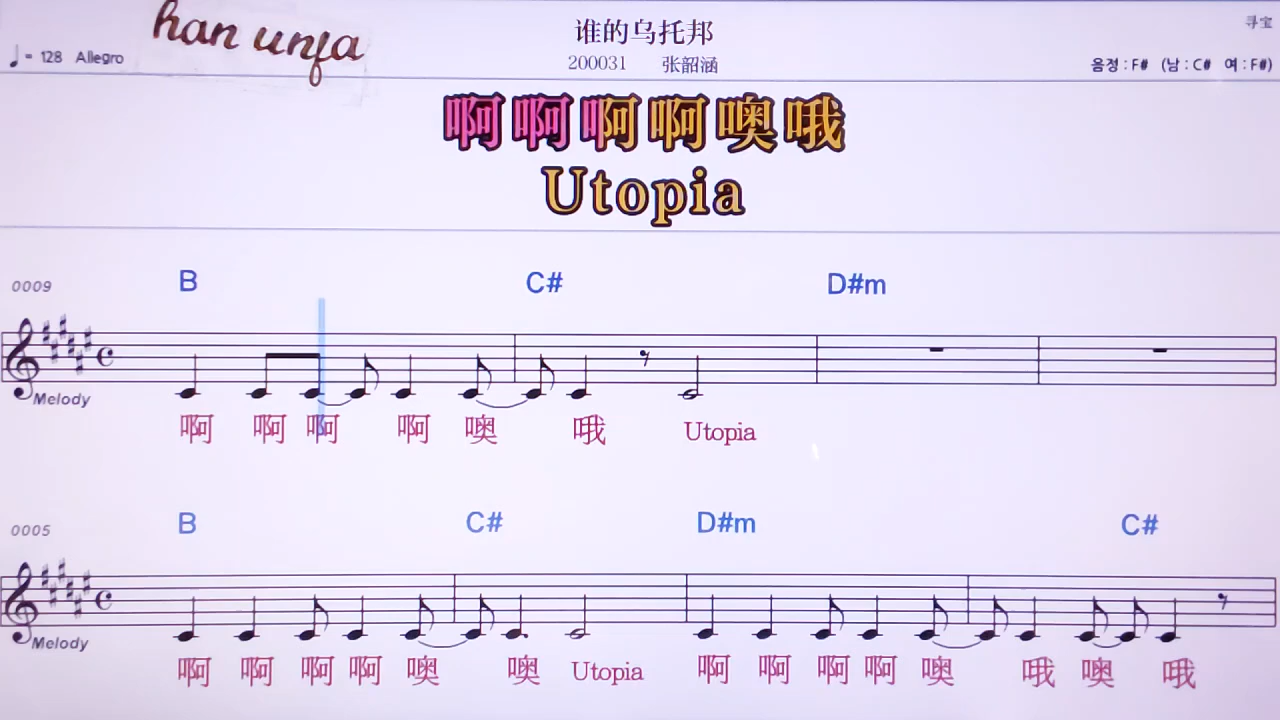 han unfa
谁的乌托邦
寻宝
♩= 128 Allegro
200031 张韶涵
음정 : F# (남 : C# 여 : F#)
啊啊啊啊噢哦
Utopia
B C# D#m
0009
Melody
啊 啊 啊 啊 噢 哦 Utopia
B C# D#m C#
0005
Melody
啊 啊 啊 啊 噢 噢 Utopia 啊 啊 啊 啊 噢 哦 噢 哦